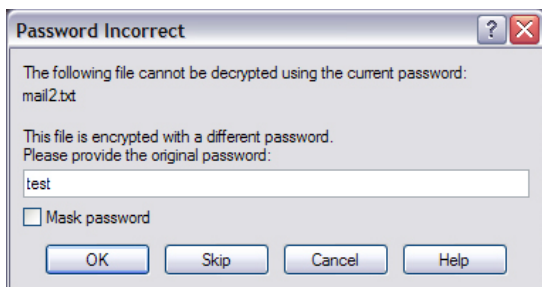 Password Incorrect
?
The following file cannot be decrypted using the current password:
mail2.txt
This file is encrypted with a different password.
Please provide the original password:
test
Mask password
OK Skip Cancel Help